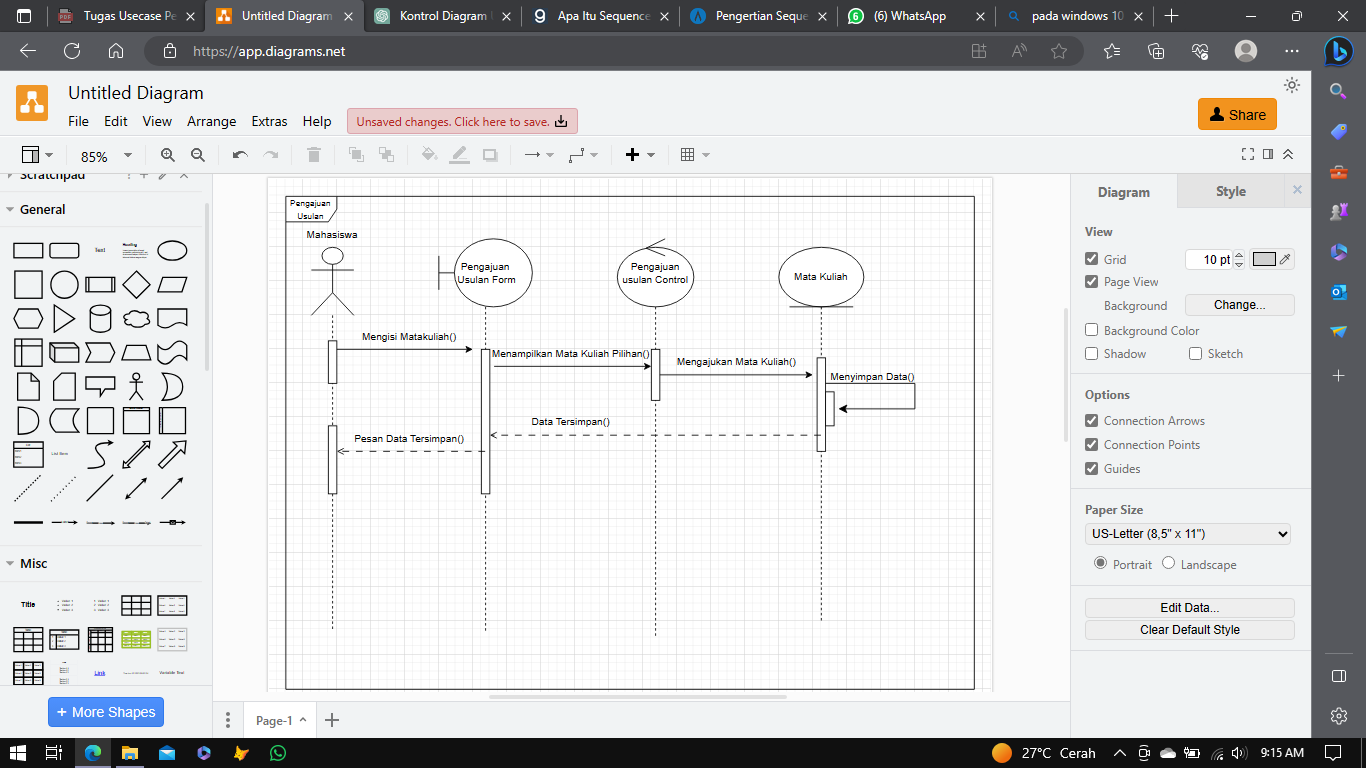 Tugas Usecase Pe
Untitled Diagram
Kontrol Diagram
Apa Itu Sequence
Pengertian Seque
(6) WhatsApp
pada windows 10
https://app.diagrams.net
Untitled Diagram
File Edit View Arrange Extras Help
Unsaved changes. Click here to save.
Share
85%
Scratchpad
General
Text
Heading
List Item
Misc
Title
Link
Variable Text
+ More Shapes
Pengajuan
Usulan
Mahasiswa
Pengajuan
Usulan Form
Pengajuan
usulan Control
Mata Kuliah
Mengisi Matakuliah()
Menampilkan Mata Kuliah Pilihan()
Mengajukan Mata Kuliah()
Menyimpan Data()
Data Tersimpan()
Pesan Data Tersimpan()
Page-1
Diagram
Style
View
Grid
10 pt
Page View
Background
Change...
Background Color
Shadow
Sketch
Options
Connection Arrows
Connection Points
Guides
Paper Size
US-Letter (8,5" x 11")
Portrait
Landscape
Edit Data...
Clear Default Style
27°C Cerah
9:15 AM